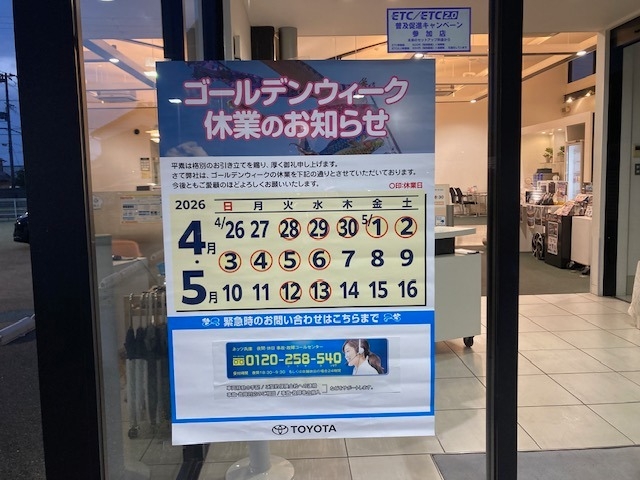 ETC/ETC2.0
普及促進キャンペーン
参加店
ゴールデンウィーク
休業のお知らせ
平素は格別のお引き立てを賜り、厚く御礼申し上げます。
さて弊社は、ゴールデンウィークの休業を下記の通りとさせていただいております。
今後ともご愛顧のほどよろしくお願いいたします。
○印:休業日
2026 日 月 火 水 木 金 土
4月・5月
4/26 27 28 29 30 5/1 2
3 4 5 6 7 8 9
10 11 12 13 14 15 16
緊急時のお問い合わせはこちらまで
0120-258-540
TOYOTA